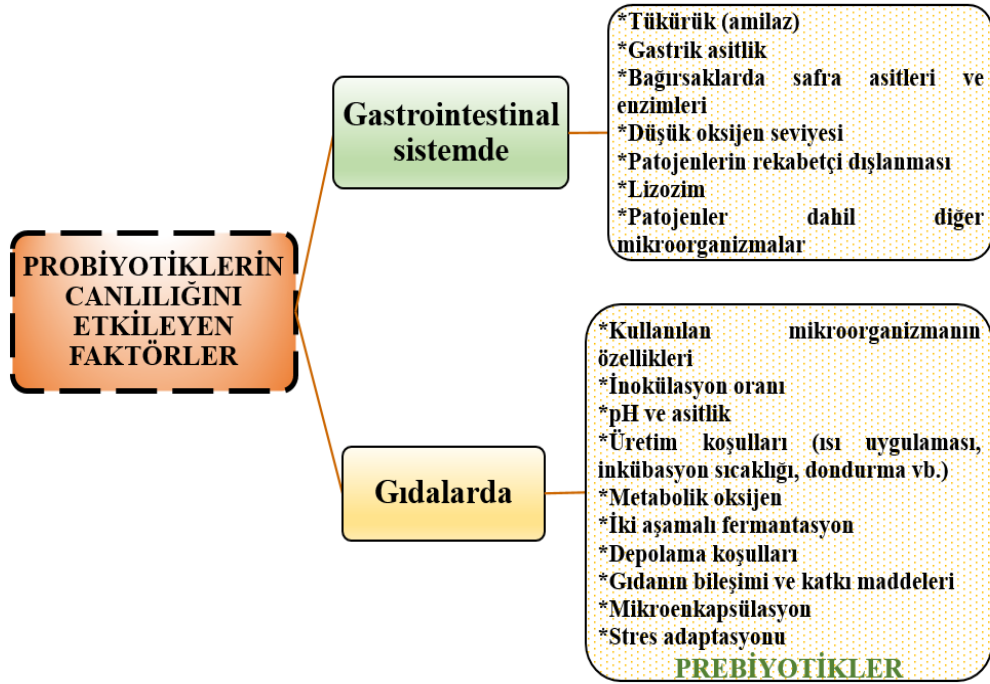 PROBİYOTİKLERİN
CANLILIĞINI
ETKİLEYEN
FAKTÖRLER
Gastrointestinal
sistemde
*Tükürük (amilaz)
*Gastrik asitlik
*Bağırsaklarda safra asitleri ve
enzimleri
*Düşük oksijen seviyesi
*Patojenlerin rekabetçi dışlanması
*Lizozim
*Patojenler dahil diğer
mikroorganizmalar
Gıdalarda
*Kullanılan mikroorganizmanın
özellikleri
*İnokülasyon oranı
*pH ve asitlik
*Üretim koşulları (ısı uygulaması,
inkübasyon sıcaklığı, dondurma vb.)
*Metabolik oksijen
*İki aşamalı fermantasyon
*Depolama koşulları
*Gıdanın bileşimi ve katkı maddeleri
*Mikroenkapsülasyon
*Stres adaptasyonu
PREBİYOTİKLER